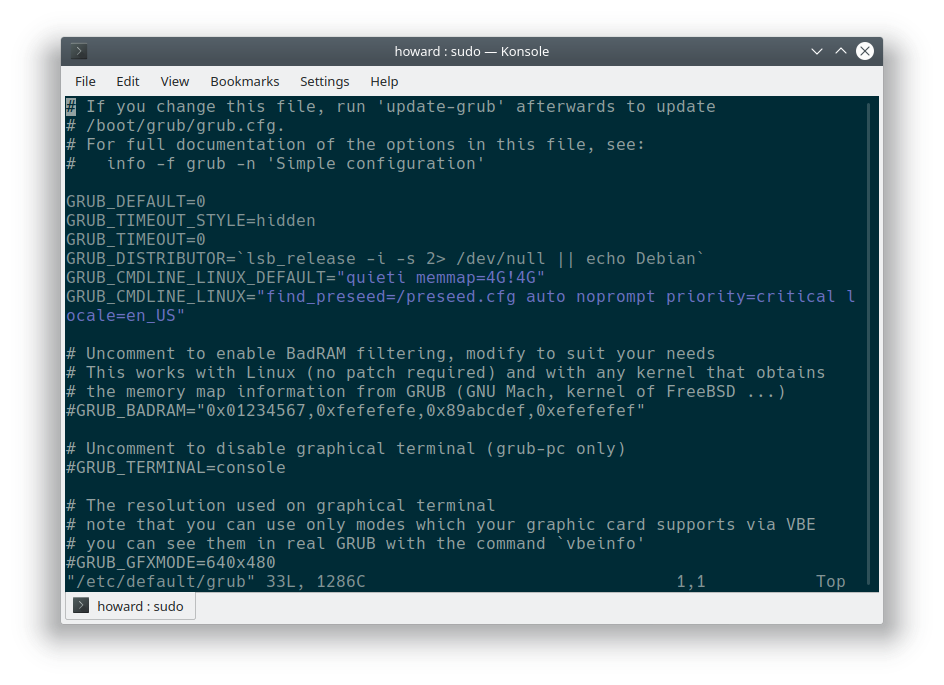 howard : sudo — Konsole
File Edit View Bookmarks Settings Help
# If you change this file, run 'update-grub' afterwards to update
# /boot/grub/grub.cfg.
# For full documentation of the options in this file, see:
#   info -f grub -n 'Simple configuration'

GRUB_DEFAULT=0
GRUB_TIMEOUT_STYLE=hidden
GRUB_TIMEOUT=0
GRUB_DISTRIBUTOR=`lsb_release -i -s 2> /dev/null || echo Debian`
GRUB_CMDLINE_LINUX_DEFAULT="quieti memmap=4G!4G"
GRUB_CMDLINE_LINUX="find_preseed=/preseed.cfg auto noprompt priority=critical l
ocale=en_US"

# Uncomment to enable BadRAM filtering, modify to suit your needs
# This works with Linux (no patch required) and with any kernel that obtains
# the memory map information from GRUB (GNU Mach, kernel of FreeBSD ...)
#GRUB_BADRAM="0x01234567,0xfefefefe,0x89abcdef,0xefefefef"

# Uncomment to disable graphical terminal (grub-pc only)
#GRUB_TERMINAL=console

# The resolution used on graphical terminal
# note that you can use only modes which your graphic card supports via VBE
# you can see them in real GRUB with the command `vbeinfo'
#GRUB_GFXMODE=640x480
"/etc/default/grub" 33L, 1286C 1,1 Top
howard : sudo